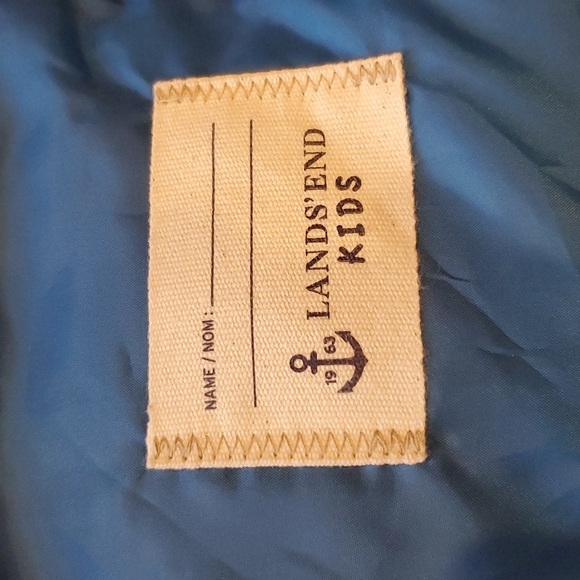 19 63
LANDS' END
KIDS
NAME / NOM: